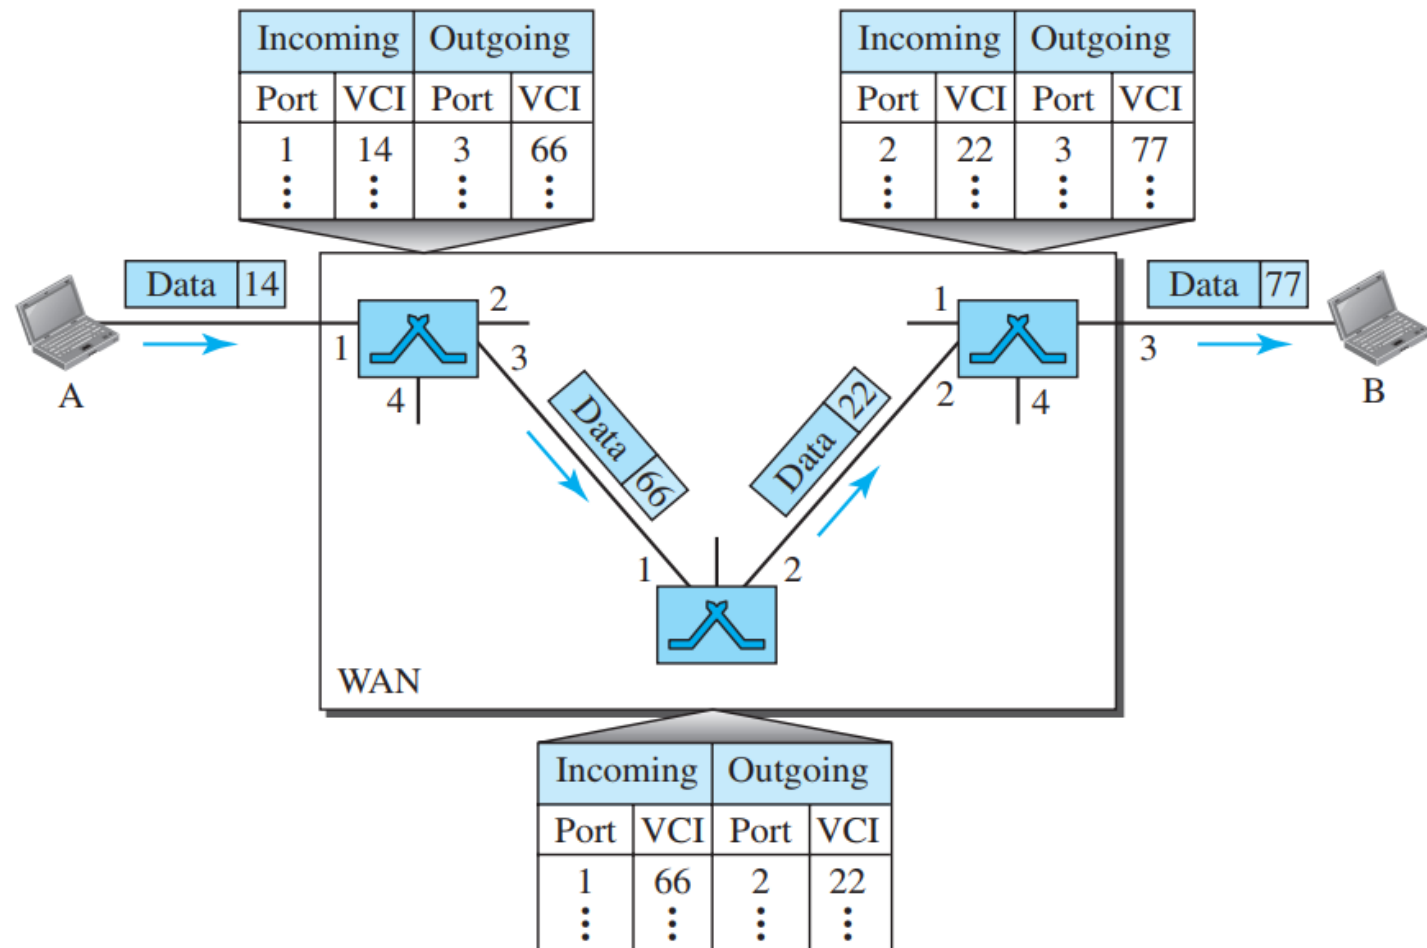 Incoming Outgoing
Port VCI Port VCI
1 14 3 66
Incoming Outgoing
Port VCI Port VCI
2 22 3 77
Data 14
Data 77
A
1
2
3
4
Data 66
Data 22
1
2
3
4
B
1
2
WAN
Incoming Outgoing
Port VCI Port VCI
1 66 2 22